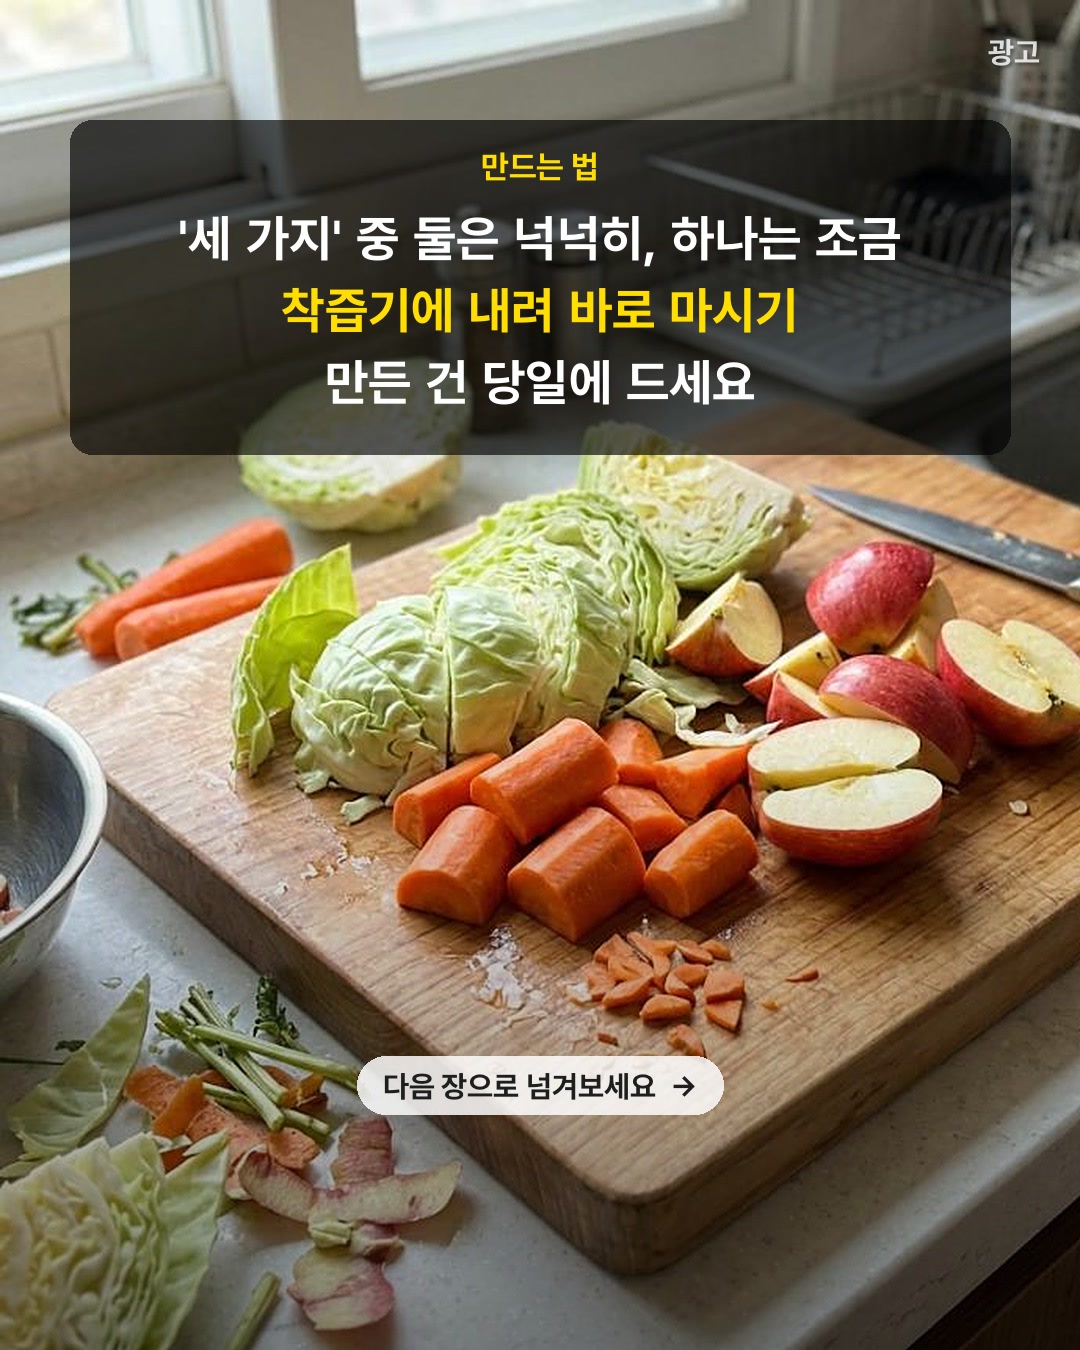 광고
만드는 법
'세 가지' 중 둘은 넉넉히, 하나는 조금
착즙기에 내려 바로 마시기
만든 건 당일에 드세요
다음 장으로 넘겨보세요 →